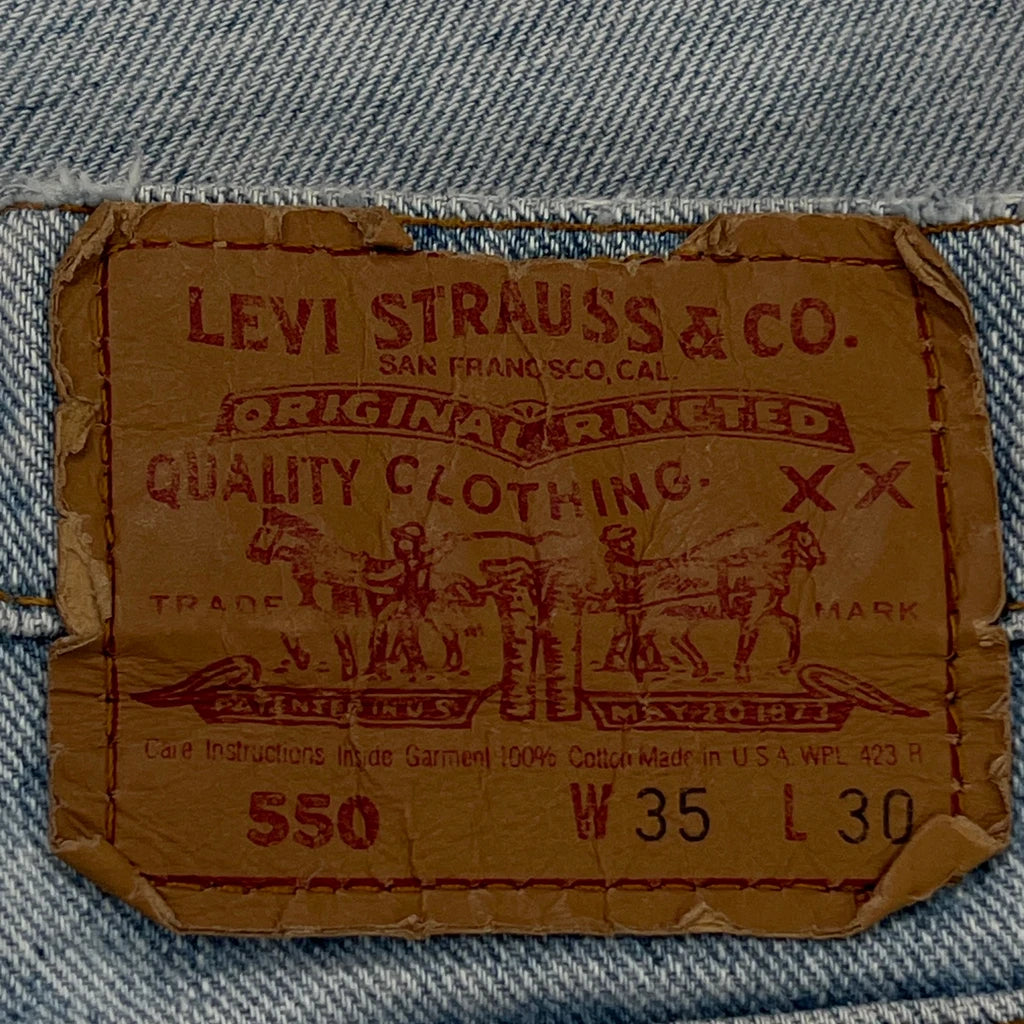 LEVI STRAUSS & CO.
SAN FRANCISCO, CAL.
ORIGINAL RIVETED
QUALITY CLOTHING. XX
TRADE MARK
PATENTED IN U S MAY 20 1873
Care Instructions Inside Garment 100% Cotton Made in U S A WPL 423 R
550 W 35 L 30